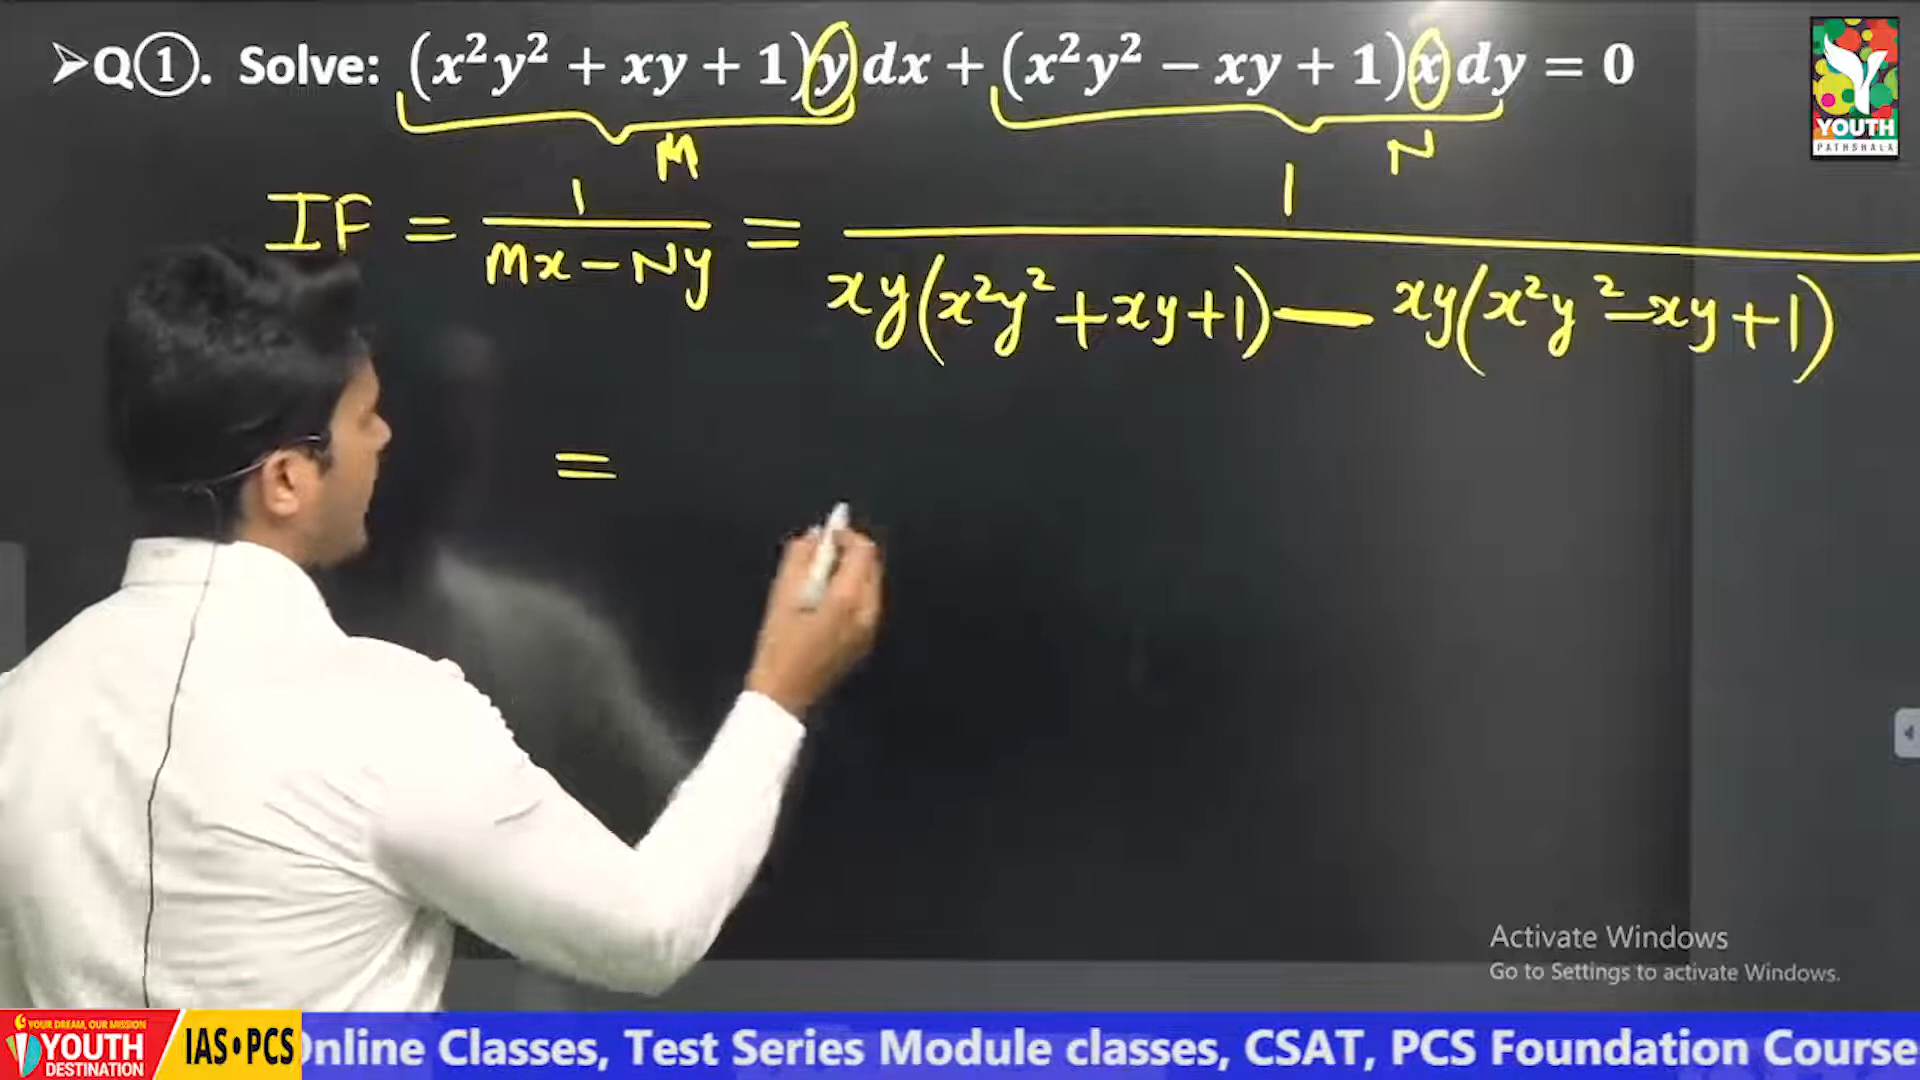 ➢Q①. Solve: (x²y² + xy + 1)y dx + (x²y² − xy + 1)x dy = 0
M
N
IF = 1/(Mx − Ny) = 1/(xy(x²y² + xy + 1) − xy(x²y² − xy + 1))
=
YOUTH
PATHSHALA
Activate Windows
Go to Settings to activate Windows.
YOUR DREAM, OUR MISSION
YOUTH
DESTINATION
IAS•PCS
Online Classes, Test Series Module classes, CSAT, PCS Foundation Course